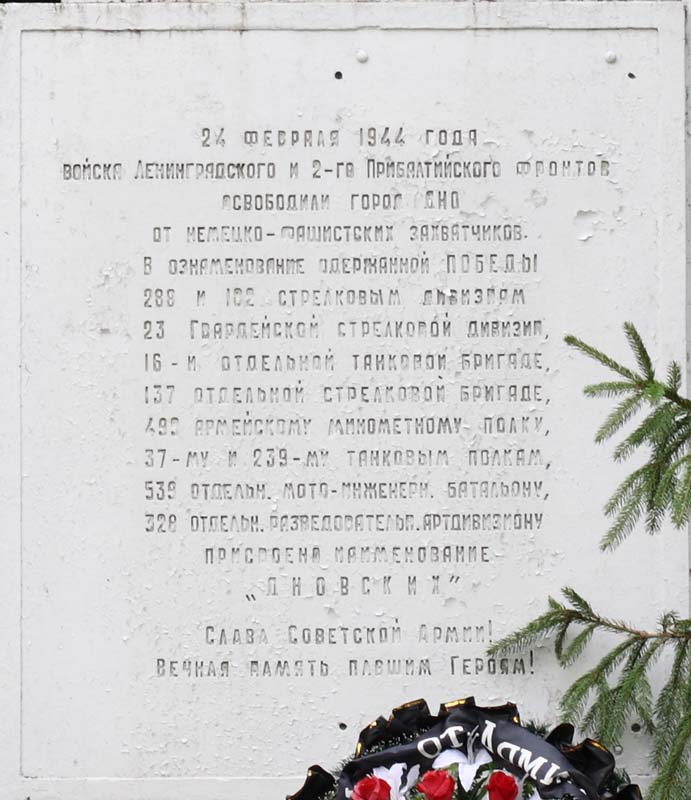 24 февраля 1944 года
войска Ленинградского и 2-го Прибалтийского фронтов
освободили город Дно
от немецко-фашистских захватчиков.
В ознаменование одержанной ПОБЕДЫ
288 и 182 стрелковым дивизиям
23 Гвардейской стрелковой дивизии,
16-й отдельной танковой бригаде,
137 отдельной стрелковой бригаде,
армейскому минометному полку,
37-му и 239-му танковым полкам,
539 отдельн. мото-инженерн. батальону,
328 отдельн. разведовательн. артдивизиону
присвоено наименование
„ДНОВСКИХ”
Слава Советской Армии!
Вечная память павшим Героям!
от